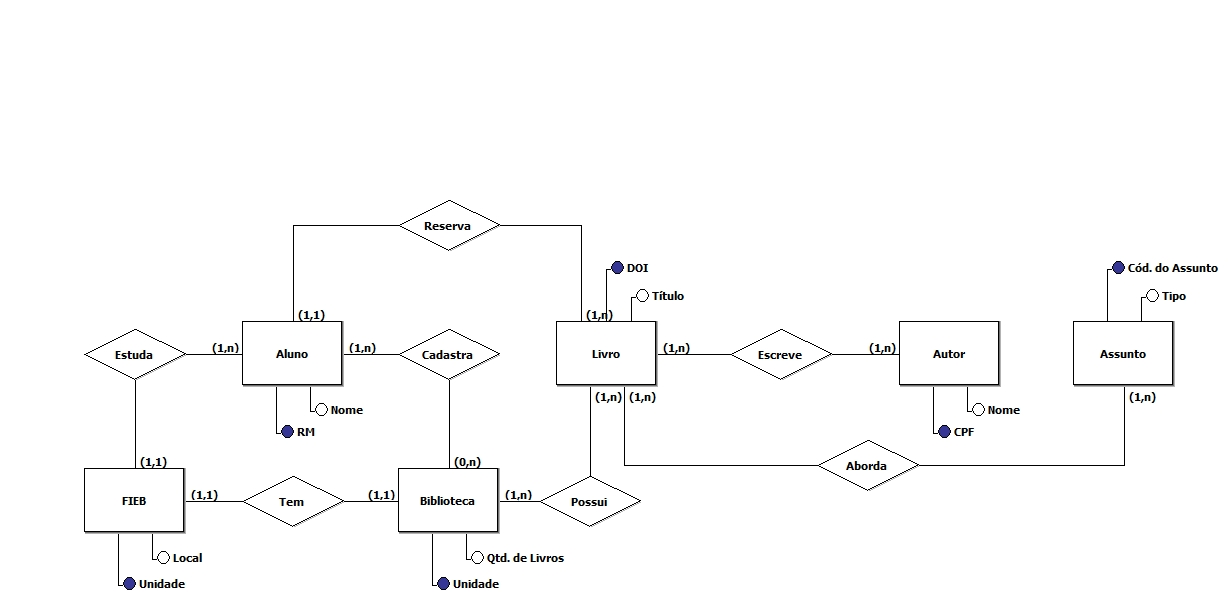 Reserva
DOI
Cód. do Assunto
Título
Tipo
(1,1)
(1,n)
Estuda
(1,n)
Aluno
(1,n)
Cadastra
Livro
(1,n)
Escreve
(1,n)
Autor
Assunto
(1,n)
(1,n)
(1,n)
Nome
Nome
RM
CPF
(1,1)
(0,n)
Aborda
FIEB
(1,1)
Tem
(1,1)
Biblioteca
(1,n)
Possui
Local
Qtd. de Livros
Unidade
Unidade